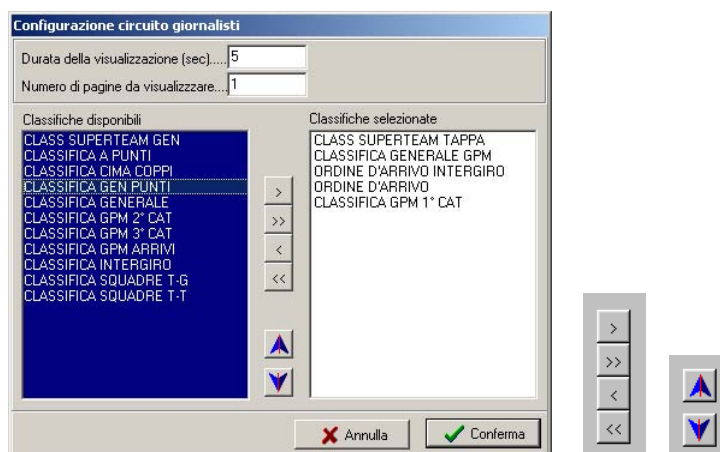 Configurazione circuito giornalisti
Durata della visualizzazione (sec)..... 5
Numero di pagine da visualizzzare.... 1
Classifiche disponibili
CLASS SUPERTEAM GEN
CLASSIFICA A PUNTI
CLASSIFICA CIMA COPPI
CLASSIFICA GEN PUNTI
CLASSIFICA GENERALE
CLASSIFICA GPM 2° CAT
CLASSIFICA GPM 3° CAT
CLASSIFICA GPM ARRIVI
CLASSIFICA INTERGIRO
CLASSIFICA SQUADRE T-G
CLASSIFICA SQUADRE T-T
>
>>
<
<<
Classifiche selezionate
CLASS SUPERTEAM TAPPA
CLASSIFICA GENERALE GPM
ORDINE D'ARRIVO INTERGIRO
ORDINE D'ARRIVO
CLASSIFICA GPM 1° CAT
Annulla
Conferma
>
>>
<
<<